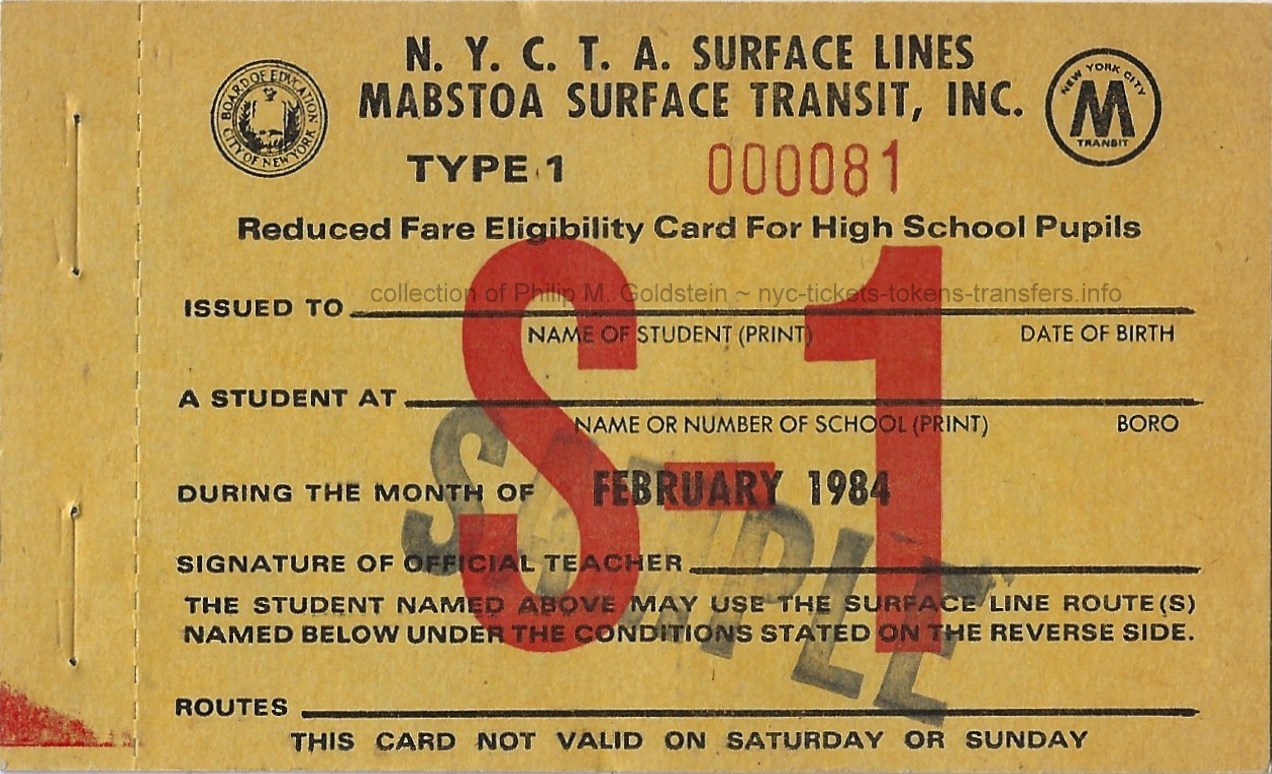 N. Y. C. T. A. SURFACE LINES
MABSTOA SURFACE TRANSIT, INC.
BOARD OF EDUCATION
CITY OF NEW YORK
NEW YORK CITY
M
TRANSIT
TYPE 1 000081
Reduced Fare Eligibility Card For High School Pupils
S-1
collection of Philip M. Goldstein ~ nyc-tickets-tokens-transfers.info
ISSUED TO
NAME OF STUDENT (PRINT) DATE OF BIRTH
A STUDENT AT
NAME OR NUMBER OF SCHOOL (PRINT) BORO
SAMPLE
DURING THE MONTH OF FEBRUARY 1984
SIGNATURE OF OFFICIAL TEACHER
THE STUDENT NAMED ABOVE MAY USE THE SURFACE LINE ROUTE(S)
NAMED BELOW UNDER THE CONDITIONS STATED ON THE REVERSE SIDE.
ROUTES
THIS CARD NOT VALID ON SATURDAY OR SUNDAY